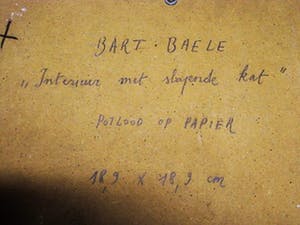 BART. BAELE
„Interieur met slapende kat"
POTLOOD OP PAPIER
18,9 x 18,9 cm